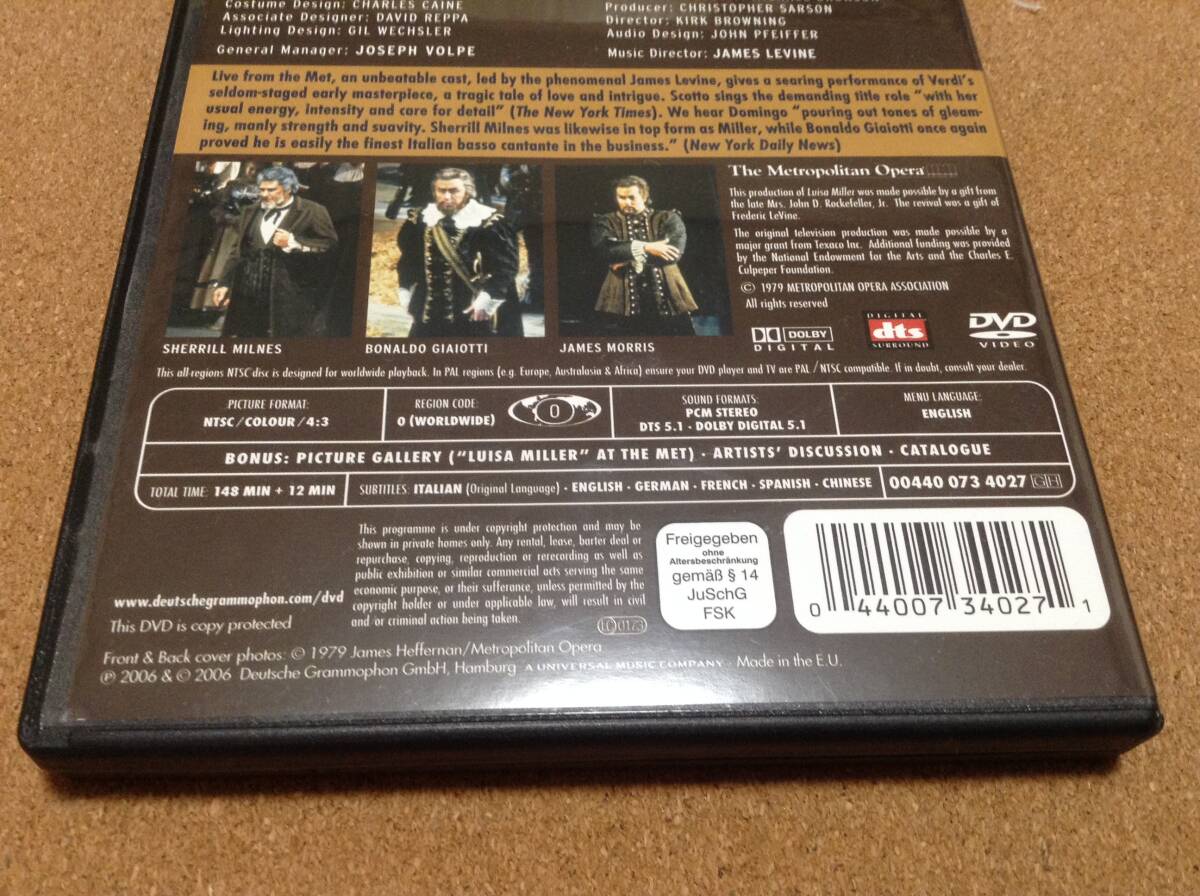 Costume Design: CHARLES CAINE
Associate Designer: DAVID REPPA
Lighting Design: GIL WECHSLER
General Manager: JOSEPH VOLPE
Producer: CHRISTOPHER SARSON
Director: KIRK BROWNING
Audio Design: JOHN PFEIFFER
Music Director: JAMES LEVINE
Live from the Met, an unbeatable cast, led by the phenomenal James Levine, gives a searing performance of Verdi's
seldom-staged early masterpiece, a tragic tale of love and intrigue. Scotto sings the demanding title role "with her
usual energy, intensity and care for detail" (The New York Times). We hear Domingo "pouring out tones of gleam-
ing, manly strength and suavity. Sherrill Milnes was likewise in top form as Miller, while Bonaldo Giaiotti once again
proved he is easily the finest Italian basso cantante in the business." (New York Daily News)
SHERRILL MILNES
BONALDO GIAIOTTI
JAMES MORRIS
The Metropolitan Opera
This production of Luisa Miller was made possible by a gift from
the late Mrs. John D. Rockefeller, Jr. The revival was a gift of
Frederic LeVine.
The original television production was made possible by a
major grant from Texaco Inc. Additional funding was provided
by the National Endowment for the Arts and the Charles E.
Culpeper Foundation.
© 1979 METROPOLITAN OPERA ASSOCIATION
All rights reserved
DOLBY
DIGITAL
DIGITAL
dts
SURROUND
DVD
VIDEO
This all-regions NTSC disc is designed for worldwide playback. In PAL regions (e.g. Europe, Australasia & Africa) ensure your DVD player and TV are PAL / NTSC compatible. If in doubt, consult your dealer.
PICTURE FORMAT:
NTSC/COLOUR/4:3
REGION CODE:
0 (WORLDWIDE)
0
SOUND FORMATS:
PCM STEREO
DTS 5.1 · DOLBY DIGITAL 5.1
MENU LANGUAGE:
ENGLISH
BONUS: PICTURE GALLERY ("LUISA MILLER" AT THE MET) · ARTISTS' DISCUSSION · CATALOGUE
TOTAL TIME: 148 MIN + 12 MIN
SUBTITLES: ITALIAN (Original Language) · ENGLISH · GERMAN · FRENCH · SPANISH · CHINESE
00440 073 4027 GH
This programme is under copyright protection and may be
shown in private homes only. Any rental, lease, barter deal or
repurchase, copying, reproduction or rerecording as well as
public exhibition or similar commercial acts serving the same
economic purpose, or their sufferance, unless permitted by the
copyright holder or under applicable law, will result in civil
and/or criminal action being taken.
LC 0173
Freigegeben
ohne
Altersbeschränkung
gemäß § 14
JuSchG
FSK
0 44007 34027 1
www.deutschegrammophon.com/dvd
This DVD is copy protected
Front & Back cover photos: © 1979 James Heffernan/Metropolitan Opera
℗ 2006 & © 2006 Deutsche Grammophon GmbH, Hamburg A UNIVERSAL MUSIC COMPANY · Made in the E.U.